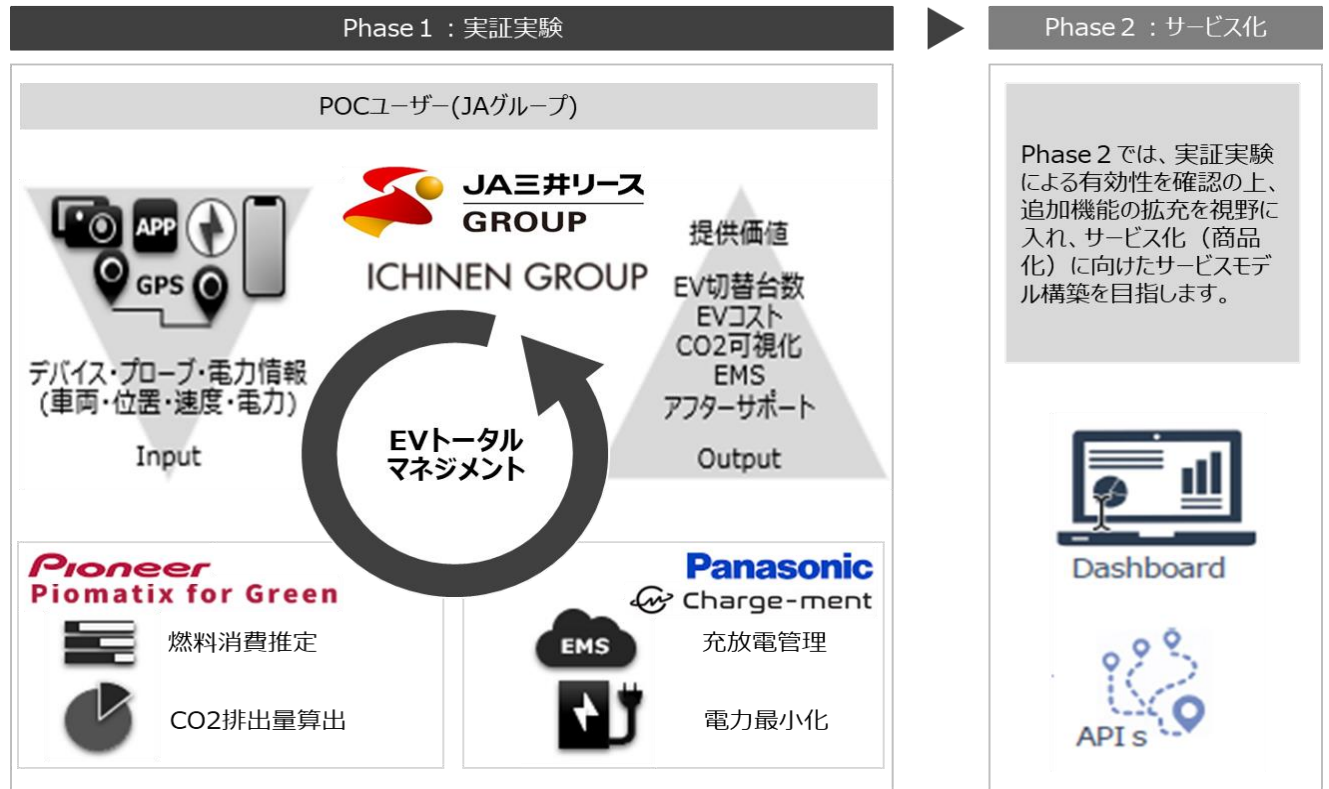 Phase 1 ：実証実験
Phase 2 ：サービス化
POCユーザー(JAグループ)
JA三井リース
GROUP
ICHINEN GROUP
APP
GPS
デバイス・プローブ・電力情報
(車両・位置・速度・電力)
Input
提供価値
EV切替台数
EVコスト
CO2可視化
EMS
アフターサポート
Output
EVトータル
マネジメント
Pioneer
Piomatix for Green
燃料消費推定
CO2排出量算出
Panasonic
Charge-ment
EMS
充放電管理
電力最小化
Phase 2 では、実証実験
による有効性を確認の上、
追加機能の拡充を視野に
入れ、サービス化（商品
化）に向けたサービスモデ
ル構築を目指します。
Dashboard
API s